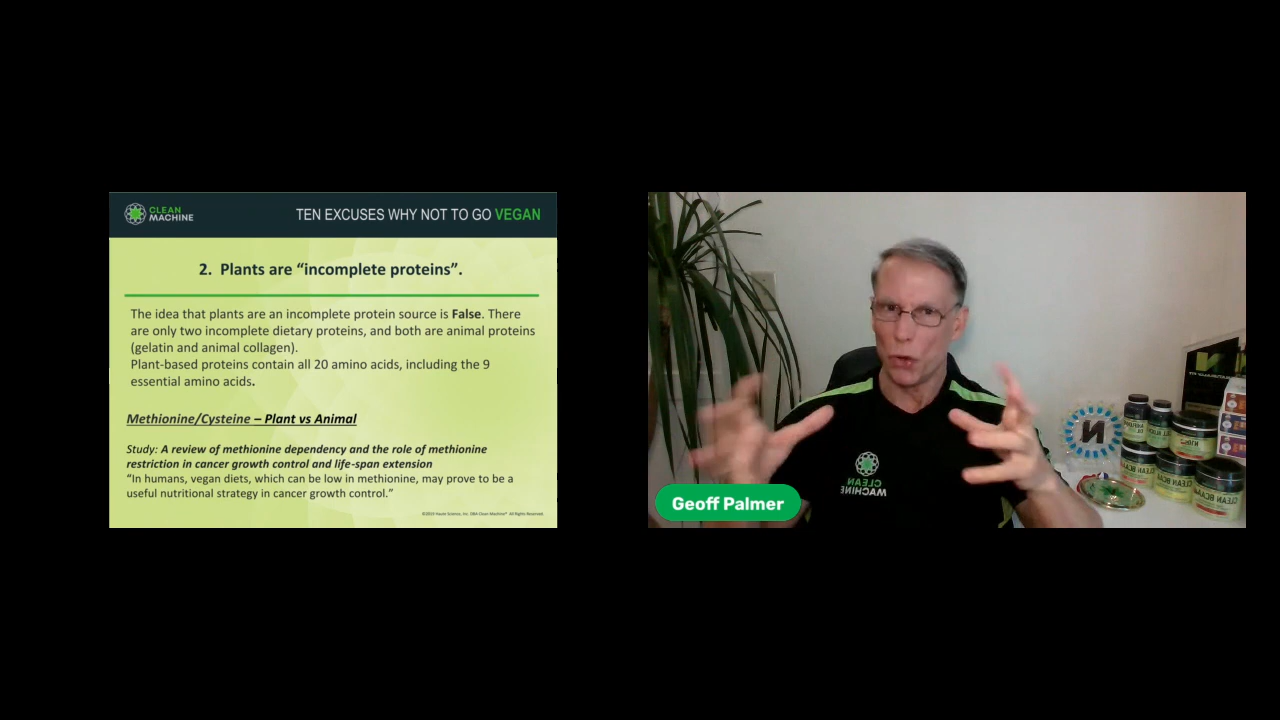 CLEAN
MACHINE
TEN EXCUSES WHY NOT TO GO VEGAN
2. Plants are “incomplete proteins”.
The idea that plants are an incomplete protein source is False. There
are only two incomplete dietary proteins, and both are animal proteins
(gelatin and animal collagen).
Plant-based proteins contain all 20 amino acids, including the 9
essential amino acids.
Methionine/Cysteine – Plant vs Animal
Study: A review of methionine dependency and the role of methionine
restriction in cancer growth control and life-span extension
“In humans, vegan diets, which can be low in methionine, may prove to be a
useful nutritional strategy in cancer growth control.”
CLEAN
MACHINE
Geoff Palmer
N
CLEAN BCAA
CLEAN BCAA